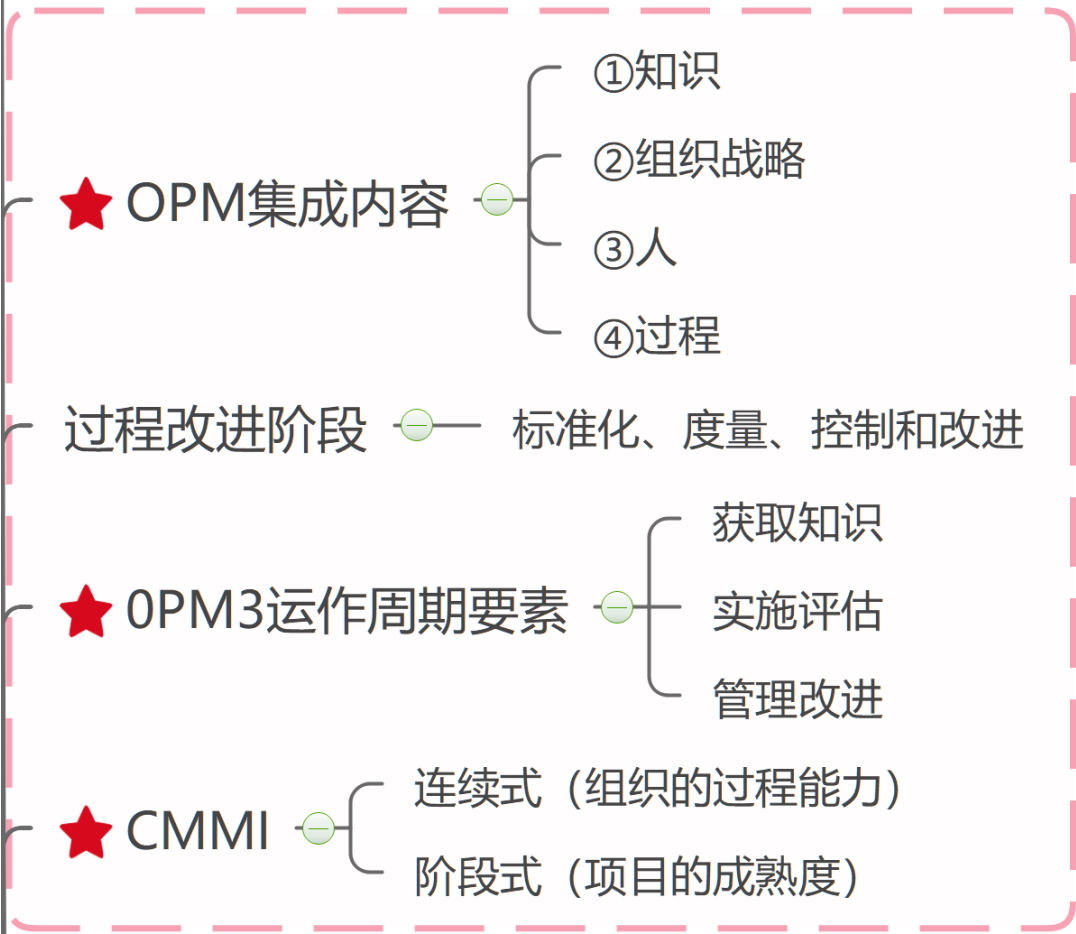 OPM集成内容
①知识
②组织战略
③人
④过程
过程改进阶段
标准化、度量、控制和改进
0PM3运作周期要素
获取知识
实施评估
管理改进
CMMI
连续式（组织的过程能力）
阶段式（项目的成熟度）